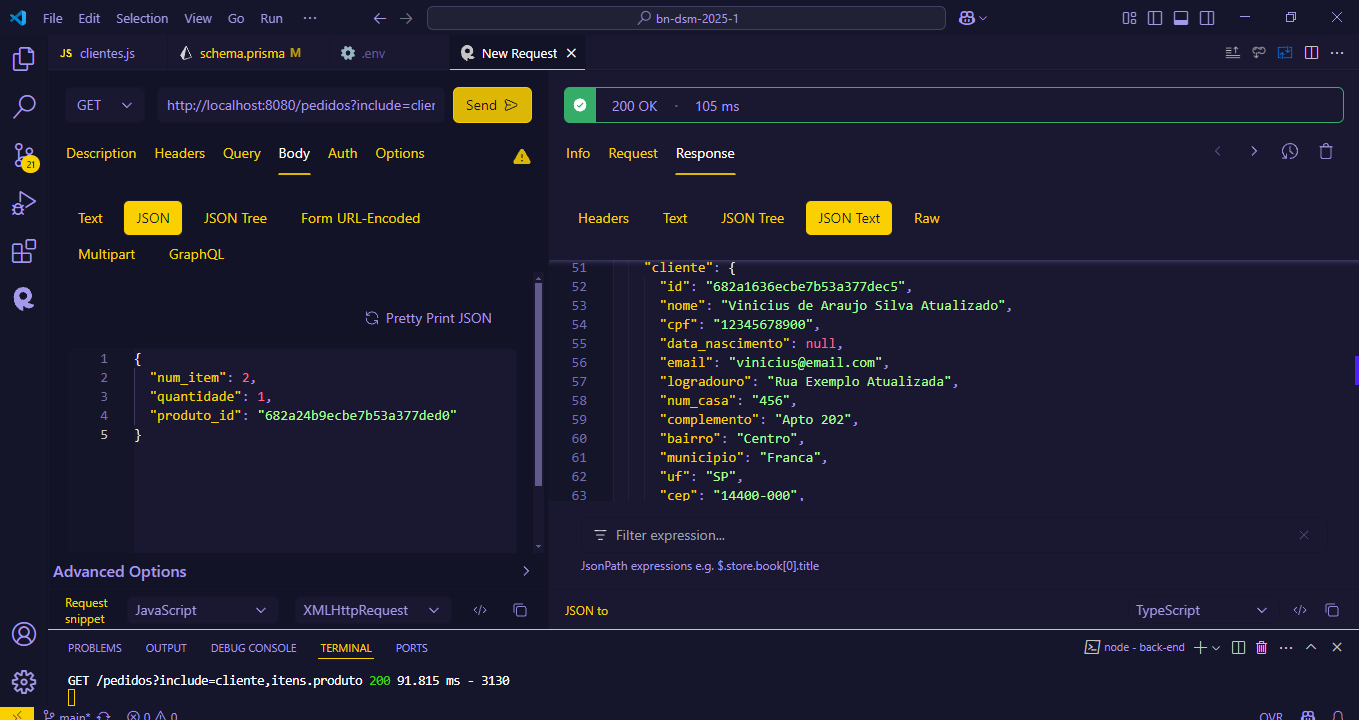 File Edit Selection View Go Run ··· bn-dsm-2025-1
JS clientes.js schema.prisma M .env New Request
GET http://localhost:8080/pedidos?include=clier Send
200 OK · 105 ms
Description Headers Query Body Auth Options
Info Request Response
21
Text JSON JSON Tree Form URL-Encoded
Multipart GraphQL
Headers Text JSON Tree JSON Text Raw
Pretty Print JSON
1 {
2 "num_item": 2,
3 "quantidade": 1,
4 "produto_id": "682a24b9ecbe7b53a377ded0"
5 }
51 "cliente": {
52 "id": "682a1636ecbe7b53a377dec5",
53 "nome": "Vinicius de Araujo Silva Atualizado",
54 "cpf": "12345678900",
55 "data_nascimento": null,
56 "email": "vinicius@email.com",
57 "logradouro": "Rua Exemplo Atualizada",
58 "num_casa": "456",
59 "complemento": "Apto 202",
60 "bairro": "Centro",
61 "municipio": "Franca",
62 "uf": "SP",
63 "cep": "14400-000",
Filter expression...
JsonPath expressions e.g. $.store.book[0].title
Advanced Options
Request snippet JavaScript XMLHttpRequest
JSON to TypeScript
PROBLEMS OUTPUT DEBUG CONSOLE TERMINAL PORTS node - back-end
GET /pedidos?include=cliente,itens.produto 200 91.815 ms - 3130
main* 0 0 OVR